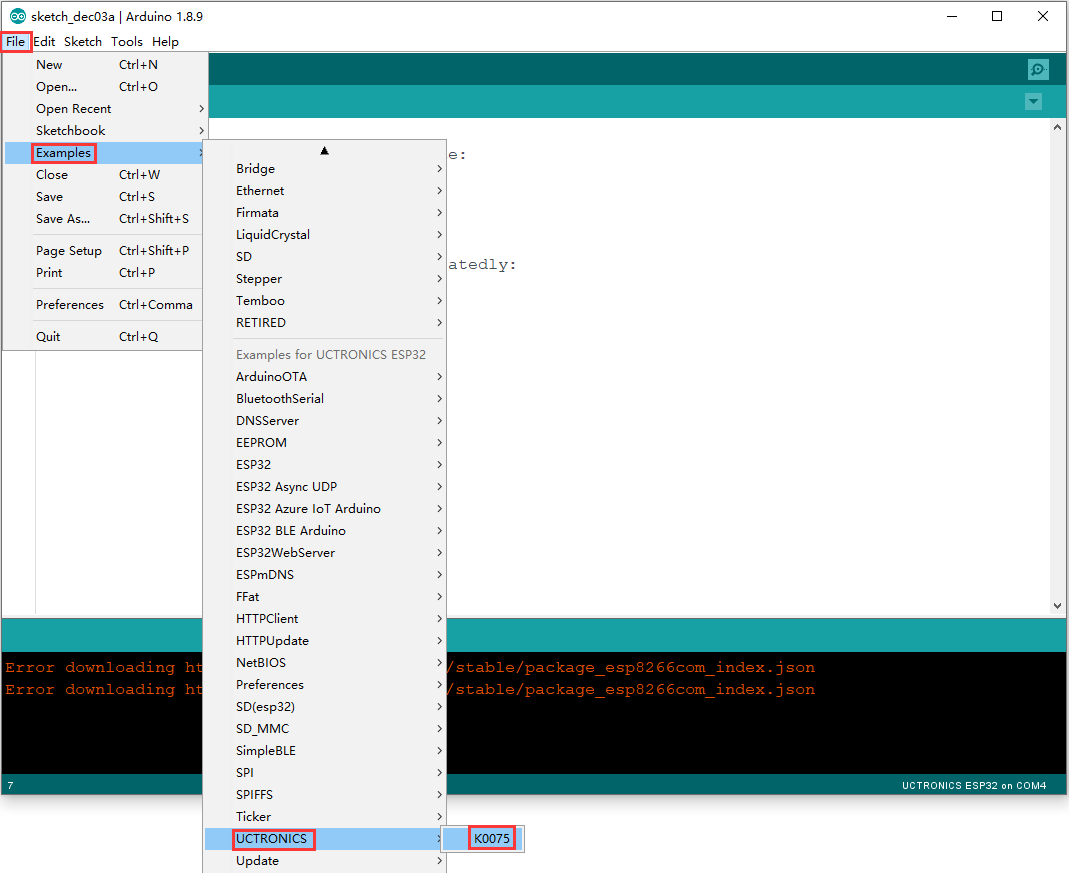 sketch_dec03a | Arduino 1.8.9
File Edit Sketch Tools Help
New Ctrl+N
Open... Ctrl+O
Open Recent
Sketchbook
Examples
Close Ctrl+W
Save Ctrl+S
Save As... Ctrl+Shift+S
Page Setup Ctrl+Shift+P
Print Ctrl+P
Preferences Ctrl+Comma
Quit Ctrl+Q
e:
atedly:
Bridge
Ethernet
Firmata
LiquidCrystal
SD
Stepper
Temboo
RETIRED
Examples for UCTRONICS ESP32
ArduinoOTA
BluetoothSerial
DNSServer
EEPROM
ESP32
ESP32 Async UDP
ESP32 Azure IoT Arduino
ESP32 BLE Arduino
ESP32WebServer
ESPmDNS
FFat
HTTPClient
HTTPUpdate
NetBIOS
Preferences
SD(esp32)
SD_MMC
SimpleBLE
SPI
SPIFFS
Ticker
UCTRONICS
K0075
Update
Error downloading ht /stable/package_esp8266com_index.json
Error downloading ht /stable/package_esp8266com_index.json
7
UCTRONICS ESP32 on COM4